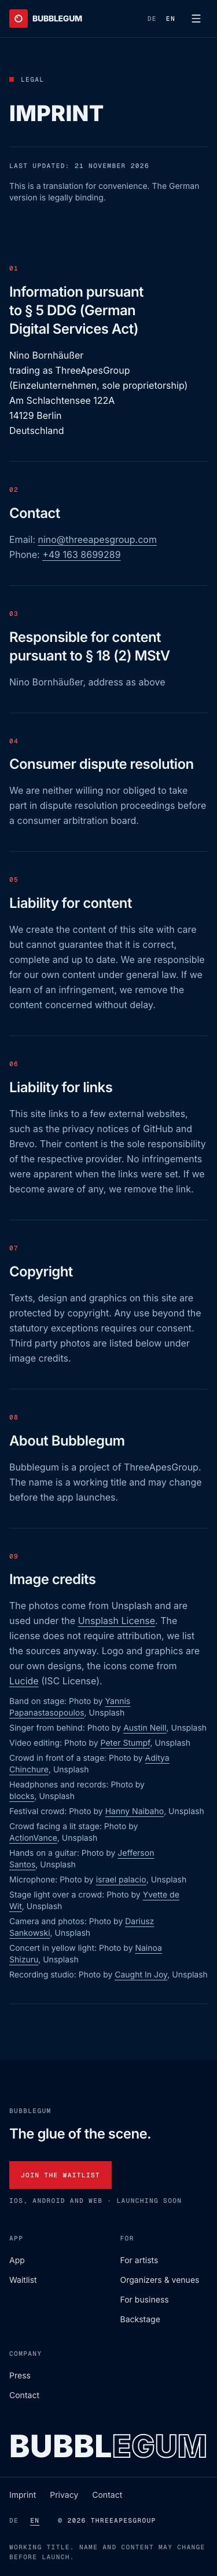 BUBBLEGUM
DE EN
LEGAL
IMPRINT
LAST UPDATED: 21 NOVEMBER 2026
This is a translation for convenience. The German
version is legally binding.
01
Information pursuant
to § 5 DDG (German
Digital Services Act)
Nino Bornhäußer
trading as ThreeApesGroup
(Einzelunternehmen, sole proprietorship)
Am Schlachtensee 122A
14129 Berlin
Deutschland
02
Contact
Email: nino@threeapesgroup.com
Phone: +49 163 8699289
03
Responsible for content
pursuant to § 18 (2) MStV
Nino Bornhäußer, address as above
04
Consumer dispute resolution
We are neither willing nor obliged to take
part in dispute resolution proceedings before
a consumer arbitration board.
05
Liability for content
We create the content of this site with care
but cannot guarantee that it is correct,
complete and up to date. We are responsible
for our own content under general law. If we
learn of an infringement, we remove the
content concerned without delay.
06
Liability for links
This site links to a few external websites,
such as the privacy notices of GitHub and
Brevo. Their content is the sole responsibility
of the respective provider. No infringements
were apparent when the links were set. If we
become aware of any, we remove the link.
07
Copyright
Texts, design and graphics on this site are
protected by copyright. Any use beyond the
statutory exceptions requires our consent.
Third party photos are listed below under
image credits.
08
About Bubblegum
Bubblegum is a project of ThreeApesGroup.
The name is a working title and may change
before the app launches.
09
Image credits
The photos come from Unsplash and are
used under the Unsplash License. The
license does not require attribution, we list
the sources anyway. Logo and graphics are
our own designs, the icons come from
Lucide (ISC License).
Band on stage: Photo by Yannis
Papanastasopoulos, Unsplash
Singer from behind: Photo by Austin Neill, Unsplash
Video editing: Photo by Peter Stumpf, Unsplash
Crowd in front of a stage: Photo by Aditya
Chinchure, Unsplash
Headphones and records: Photo by
blocks, Unsplash
Festival crowd: Photo by Hanny Naibaho, Unsplash
Crowd facing a lit stage: Photo by
ActionVance, Unsplash
Hands on a guitar: Photo by Jefferson
Santos, Unsplash
Microphone: Photo by israel palacio, Unsplash
Stage light over a crowd: Photo by Yvette de
Wit, Unsplash
Camera and photos: Photo by Dariusz
Sankowski, Unsplash
Concert in yellow light: Photo by Nainoa
Shizuru, Unsplash
Recording studio: Photo by Caught In Joy, Unsplash
BUBBLEGUM
The glue of the scene.
JOIN THE WAITLIST
IOS, ANDROID AND WEB · LAUNCHING SOON
APP
App
Waitlist
FOR
For artists
Organizers & venues
For business
Backstage
COMPANY
Press
Contact
BUBBLEGUM
Imprint Privacy Contact
DE EN © 2026 THREEAPESGROUP
WORKING TITLE. NAME AND CONTENT MAY CHANGE
BEFORE LAUNCH.